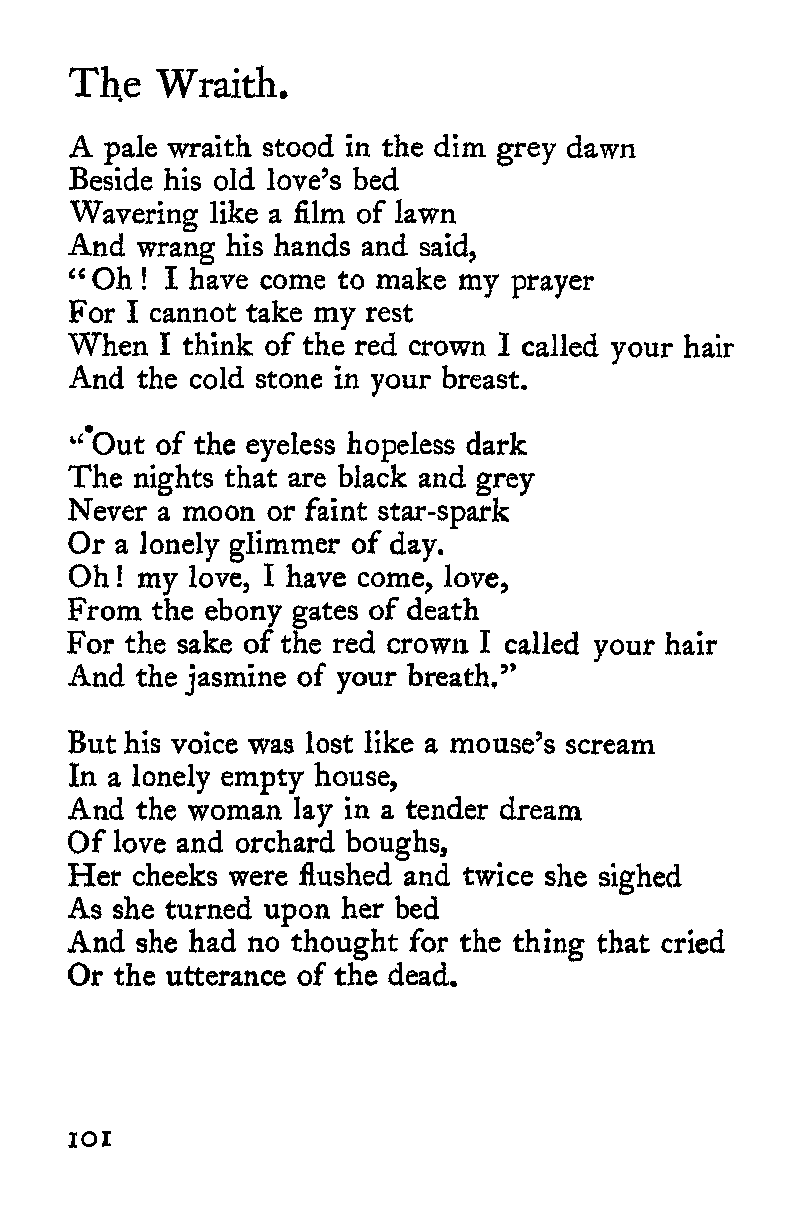 The Wraith.
A pale wraith stood in the dim grey dawn
Beside his old love's bed
Wavering like a film of lawn
And wrang his hands and said,
"Oh! I have come to make my prayer
For I cannot take my rest
When I think of the red crown I called your hair
And the cold stone in your breast.
"Out of the eyeless hopeless dark
The nights that are black and grey
Never a moon or faint star-spark
Or a lonely glimmer of day.
Oh! my love, I have come, love,
From the ebony gates of death
For the sake of the red crown I called your hair
And the jasmine of your breath."
But his voice was lost like a mouse's scream
In a lonely empty house,
And the woman lay in a tender dream
Of love and orchard boughs,
Her cheeks were flushed and twice she sighed
As she turned upon her bed
And she had no thought for the thing that cried
Or the utterance of the dead.
101